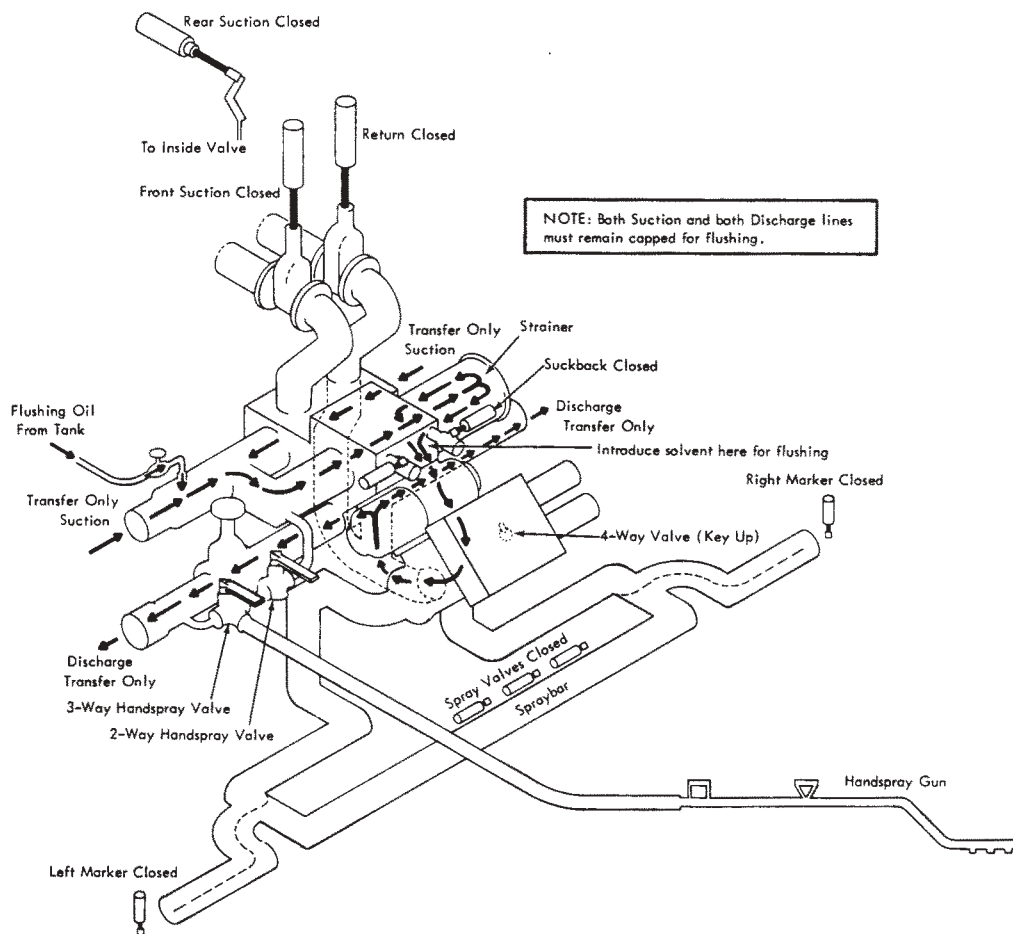 Rear Suction Closed
To Inside Valve
Return Closed
Front Suction Closed
NOTE: Both Suction and both Discharge lines
must remain capped for flushing.
Transfer Only
Suction
Strainer
Suckback Closed
Flushing Oil
From Tank
Discharge
Transfer Only
Introduce solvent here for flushing
Transfer Only
Suction
Right Marker Closed
4-Way Valve (Key Up)
Discharge
Transfer Only
3-Way Handspray Valve
2-Way Handspray Valve
Spray Valves Closed
Spraybar
Handspray Gun
Left Marker Closed